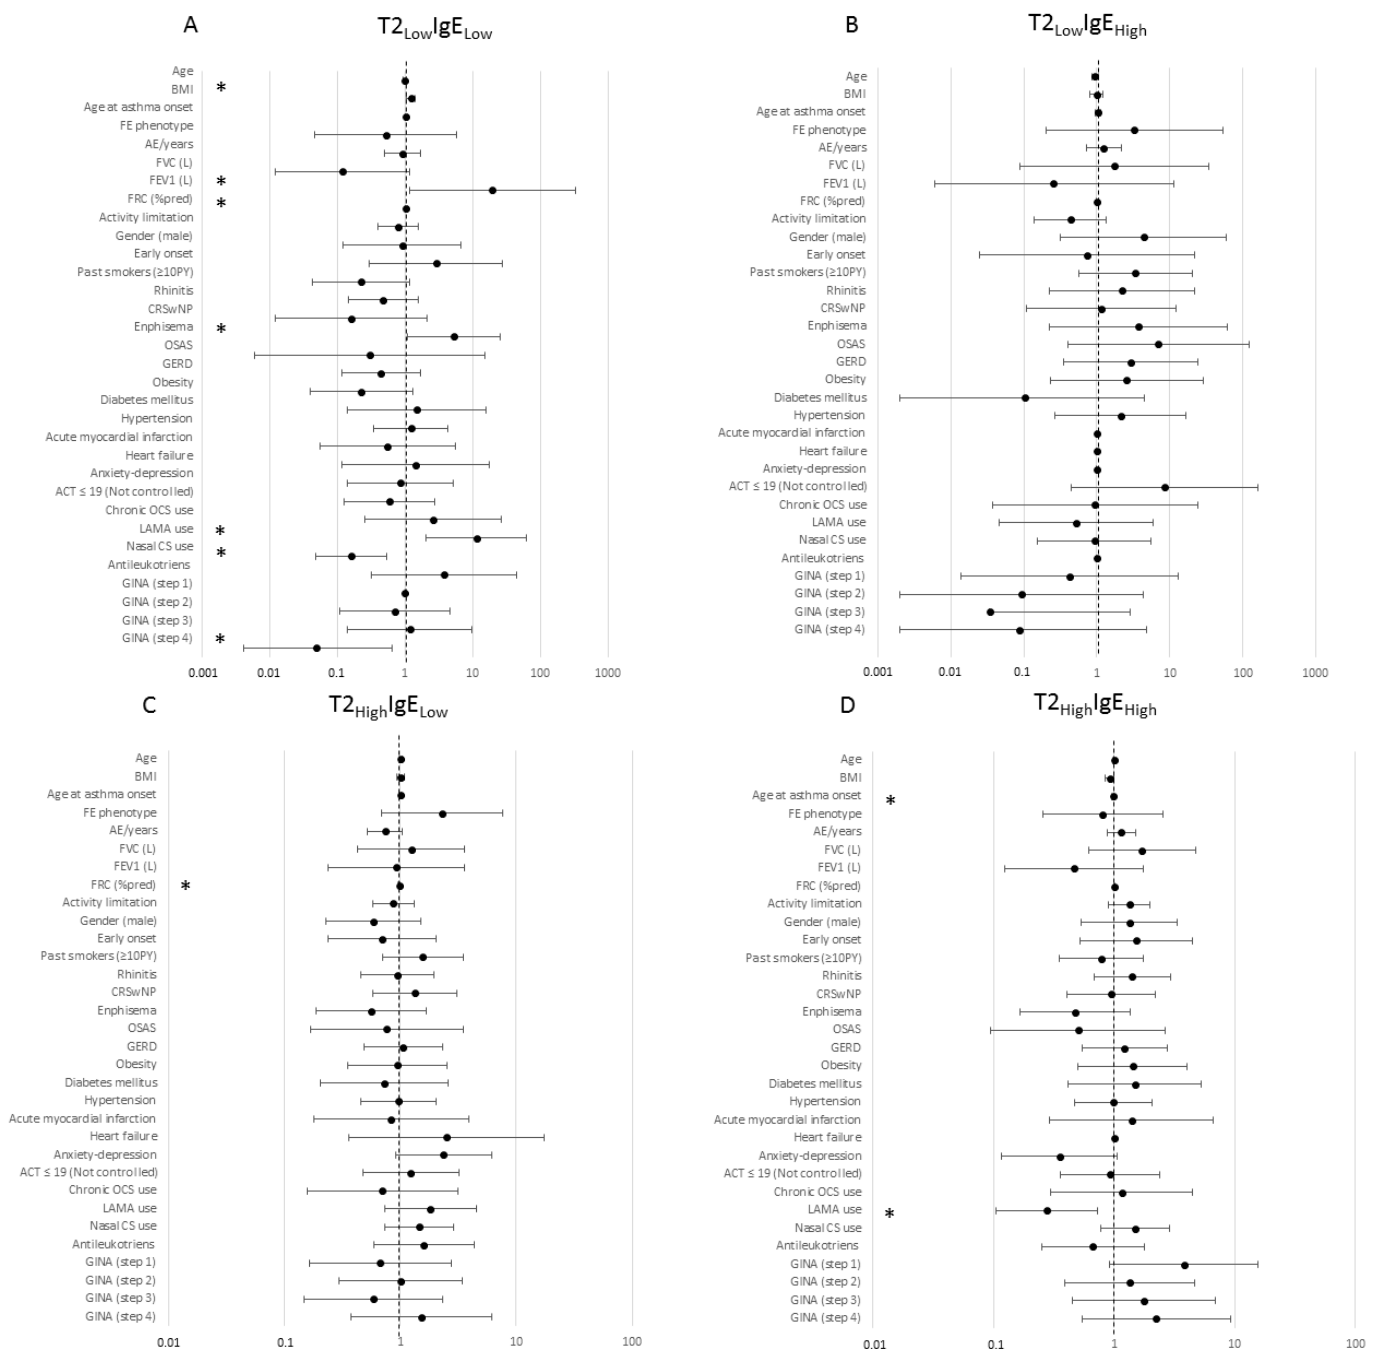 A
T2LowIgELow
Age
BMI *
Age at asthma onset
FE phenotype
AE/years
FVC (L)
FEV1 (L) *
FRC (%pred) *
Activity limitation
Gender (male)
Early onset
Past smokers (≥10PY)
Rhinitis
CRSwNP
Enphisema *
OSAS
GERD
Obesity
Diabetes mellitus
Hypertension
Acute myocardial infarction
Heart failure
Anxiety-depression
ACT ≤ 19 (Not controlled)
Chronic OCS use
LAMA use *
Nasal CS use *
Antileukotriens
GINA (step 1)
GINA (step 2)
GINA (step 3)
GINA (step 4) *
0.001 0.01 0.1 1 10 100 1000
B
T2LowIgEHigh
Age
BMI
Age at asthma onset
FE phenotype
AE/years
FVC (L)
FEV1 (L)
FRC (%pred)
Activity limitation
Gender (male)
Early onset
Past smokers (≥10PY)
Rhinitis
CRSwNP
Enphisema
OSAS
GERD
Obesity
Diabetes mellitus
Hypertension
Acute myocardial infarction
Heart failure
Anxiety-depression
ACT ≤ 19 (Not controlled)
Chronic OCS use
LAMA use
Nasal CS use
Antileukotriens
GINA (step 1)
GINA (step 2)
GINA (step 3)
GINA (step 4)
0.001 0.01 0.1 1 10 100 1000
C
T2HighIgELow
Age
BMI
Age at asthma onset
FE phenotype
AE/years
FVC (L)
FEV1 (L)
FRC (%pred) *
Activity limitation
Gender (male)
Early onset
Past smokers (≥10PY)
Rhinitis
CRSwNP
Enphisema
OSAS
GERD
Obesity
Diabetes mellitus
Hypertension
Acute myocardial infarction
Heart failure
Anxiety-depression
ACT ≤ 19 (Not controlled)
Chronic OCS use
LAMA use
Nasal CS use
Antileukotriens
GINA (step 1)
GINA (step 2)
GINA (step 3)
GINA (step 4)
0.01 0.1 1 10 100
D
T2HighIgEHigh
Age
BMI
Age at asthma onset *
FE phenotype
AE/years
FVC (L)
FEV1 (L)
FRC (%pred)
Activity limitation
Gender (male)
Early onset
Past smokers (≥10PY)
Rhinitis
CRSwNP
Enphisema
OSAS
GERD
Obesity
Diabetes mellitus
Hypertension
Acute myocardial infarction
Heart failure
Anxiety-depression
ACT ≤ 19 (Not controlled)
Chronic OCS use
LAMA use *
Nasal CS use
Antileukotriens
GINA (step 1)
GINA (step 2)
GINA (step 3)
GINA (step 4)
0.01 0.1 1 10 100